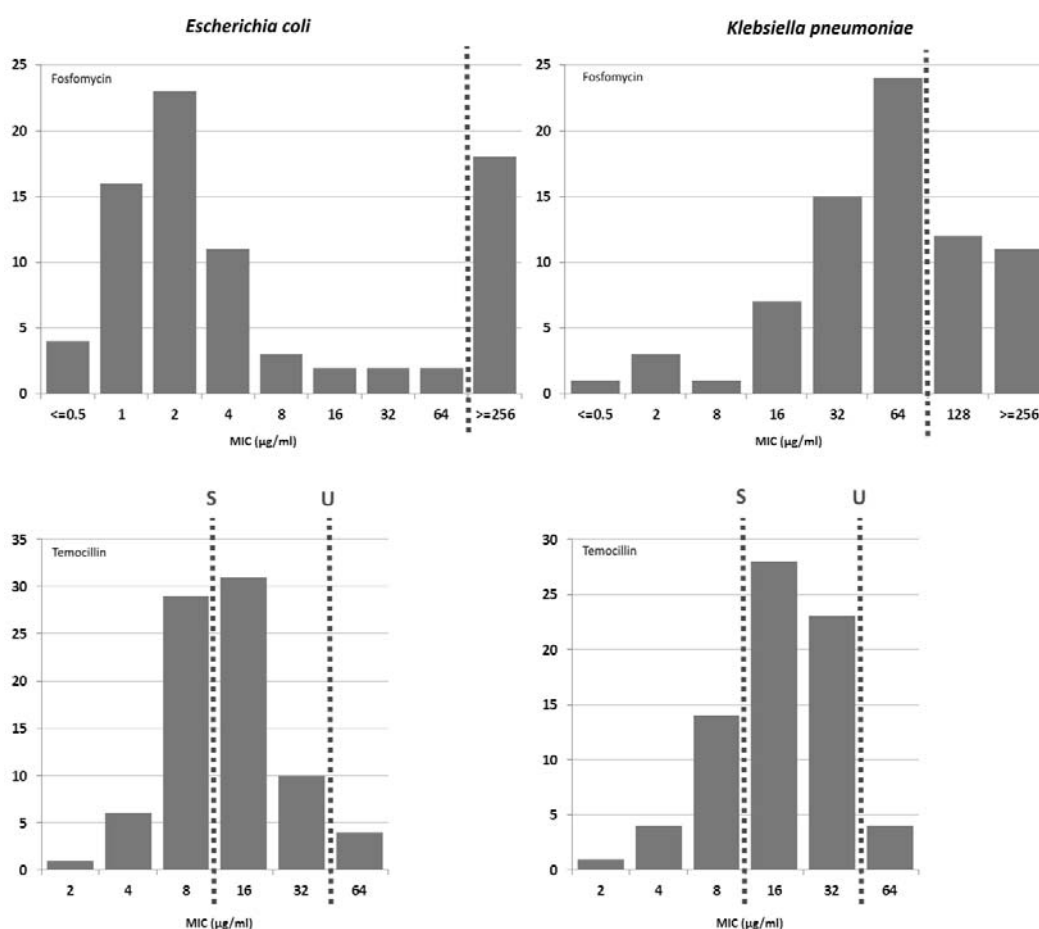 Escherichia coli
Fosfomycin
25
20
15
10
5
0
<=0.5 1 2 4 8 16 32 64 >=256
MIC (μg/ml)
Klebsiella pneumoniae
Fosfomycin
25
20
15
10
5
0
<=0.5 2 8 16 32 64 128 >=256
MIC (μg/ml)
S U
Temocillin
35
30
25
20
15
10
5
0
2 4 8 16 32 64
MIC (μg/ml)
S U
Temocillin
30
25
20
15
10
5
0
2 4 8 16 32 64
MIC (μg/ml)